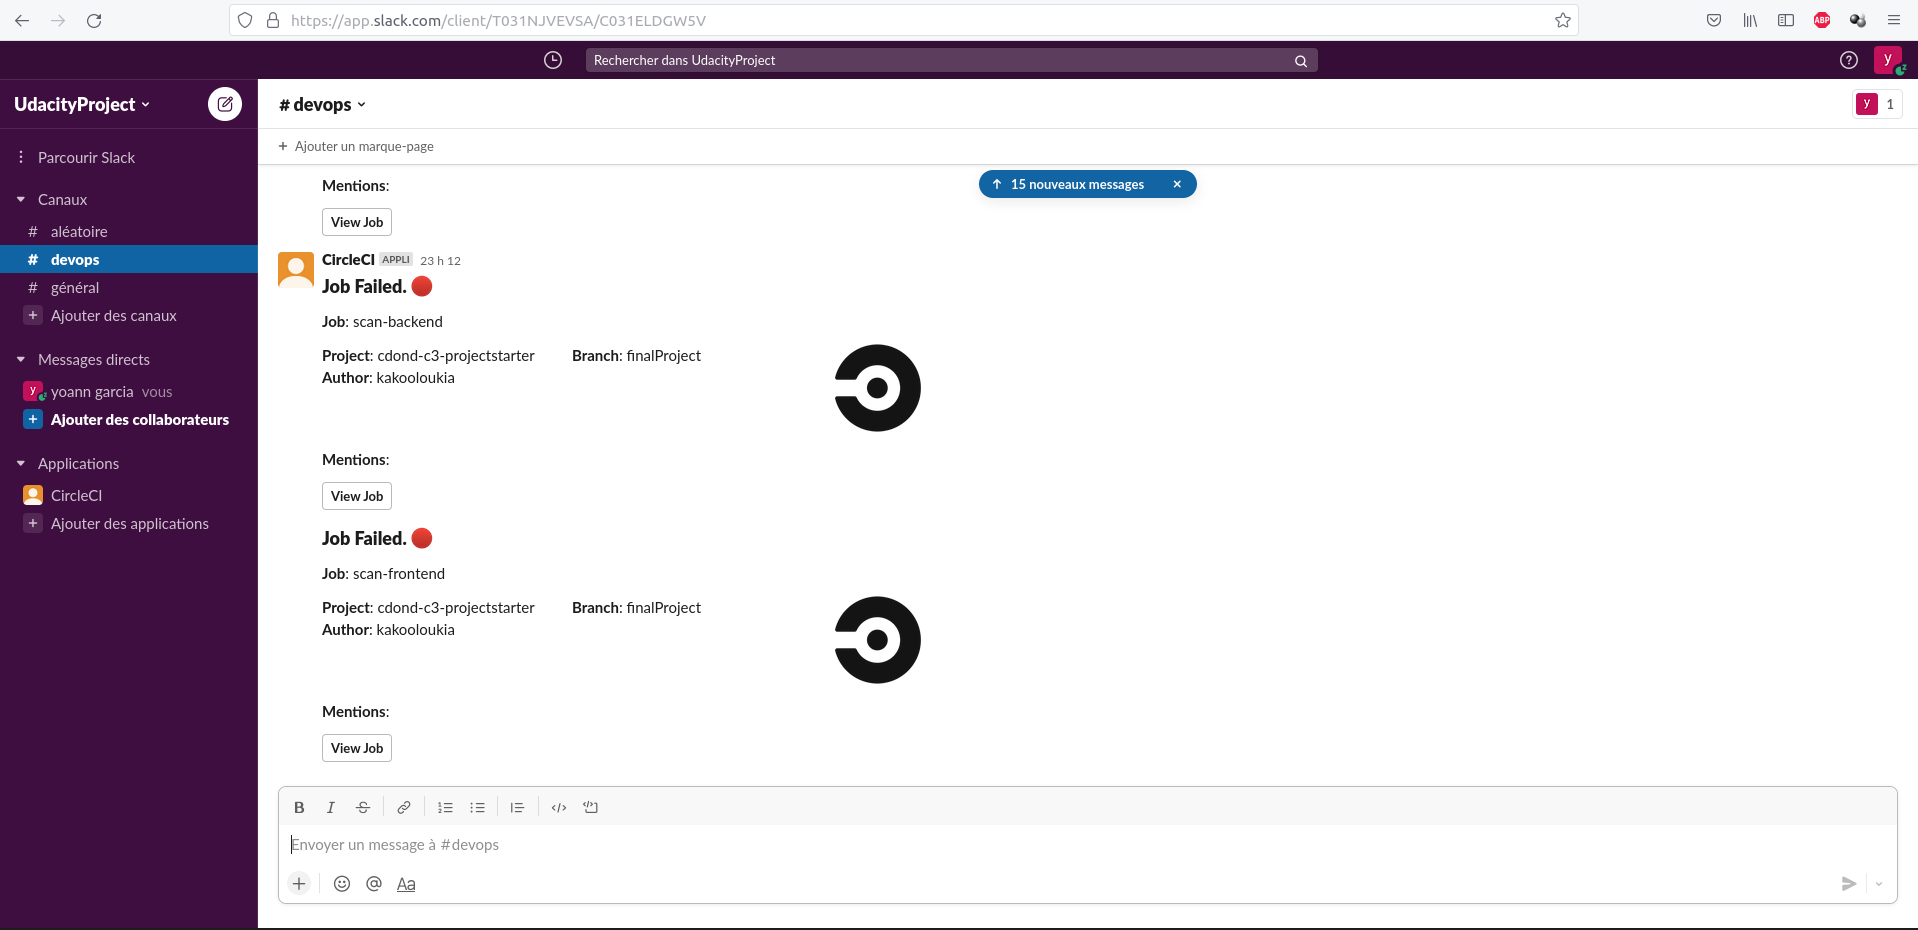 https://app.slack.com/client/T031NJVEVSA/C031ELDGW5V
ABP
Rechercher dans UdacityProject
y
z
UdacityProject
# devops
y 1
+ Ajouter un marque-page
Parcourir Slack
Canaux
# aléatoire
# devops
# général
+ Ajouter des canaux
Messages directs
y yoann garcia vous
+ Ajouter des collaborateurs
Applications
CircleCI
+ Ajouter des applications
15 nouveaux messages
Mentions:
View Job
CircleCI APPLI 23 h 12
Job Failed.
Job: scan-backend
Project: cdond-c3-projectstarter Branch: finalProject
Author: kakooloukia
Mentions:
View Job
Job Failed.
Job: scan-frontend
Project: cdond-c3-projectstarter Branch: finalProject
Author: kakooloukia
Mentions:
View Job
B I S
Envoyer un message à #devops
+ @ Aa